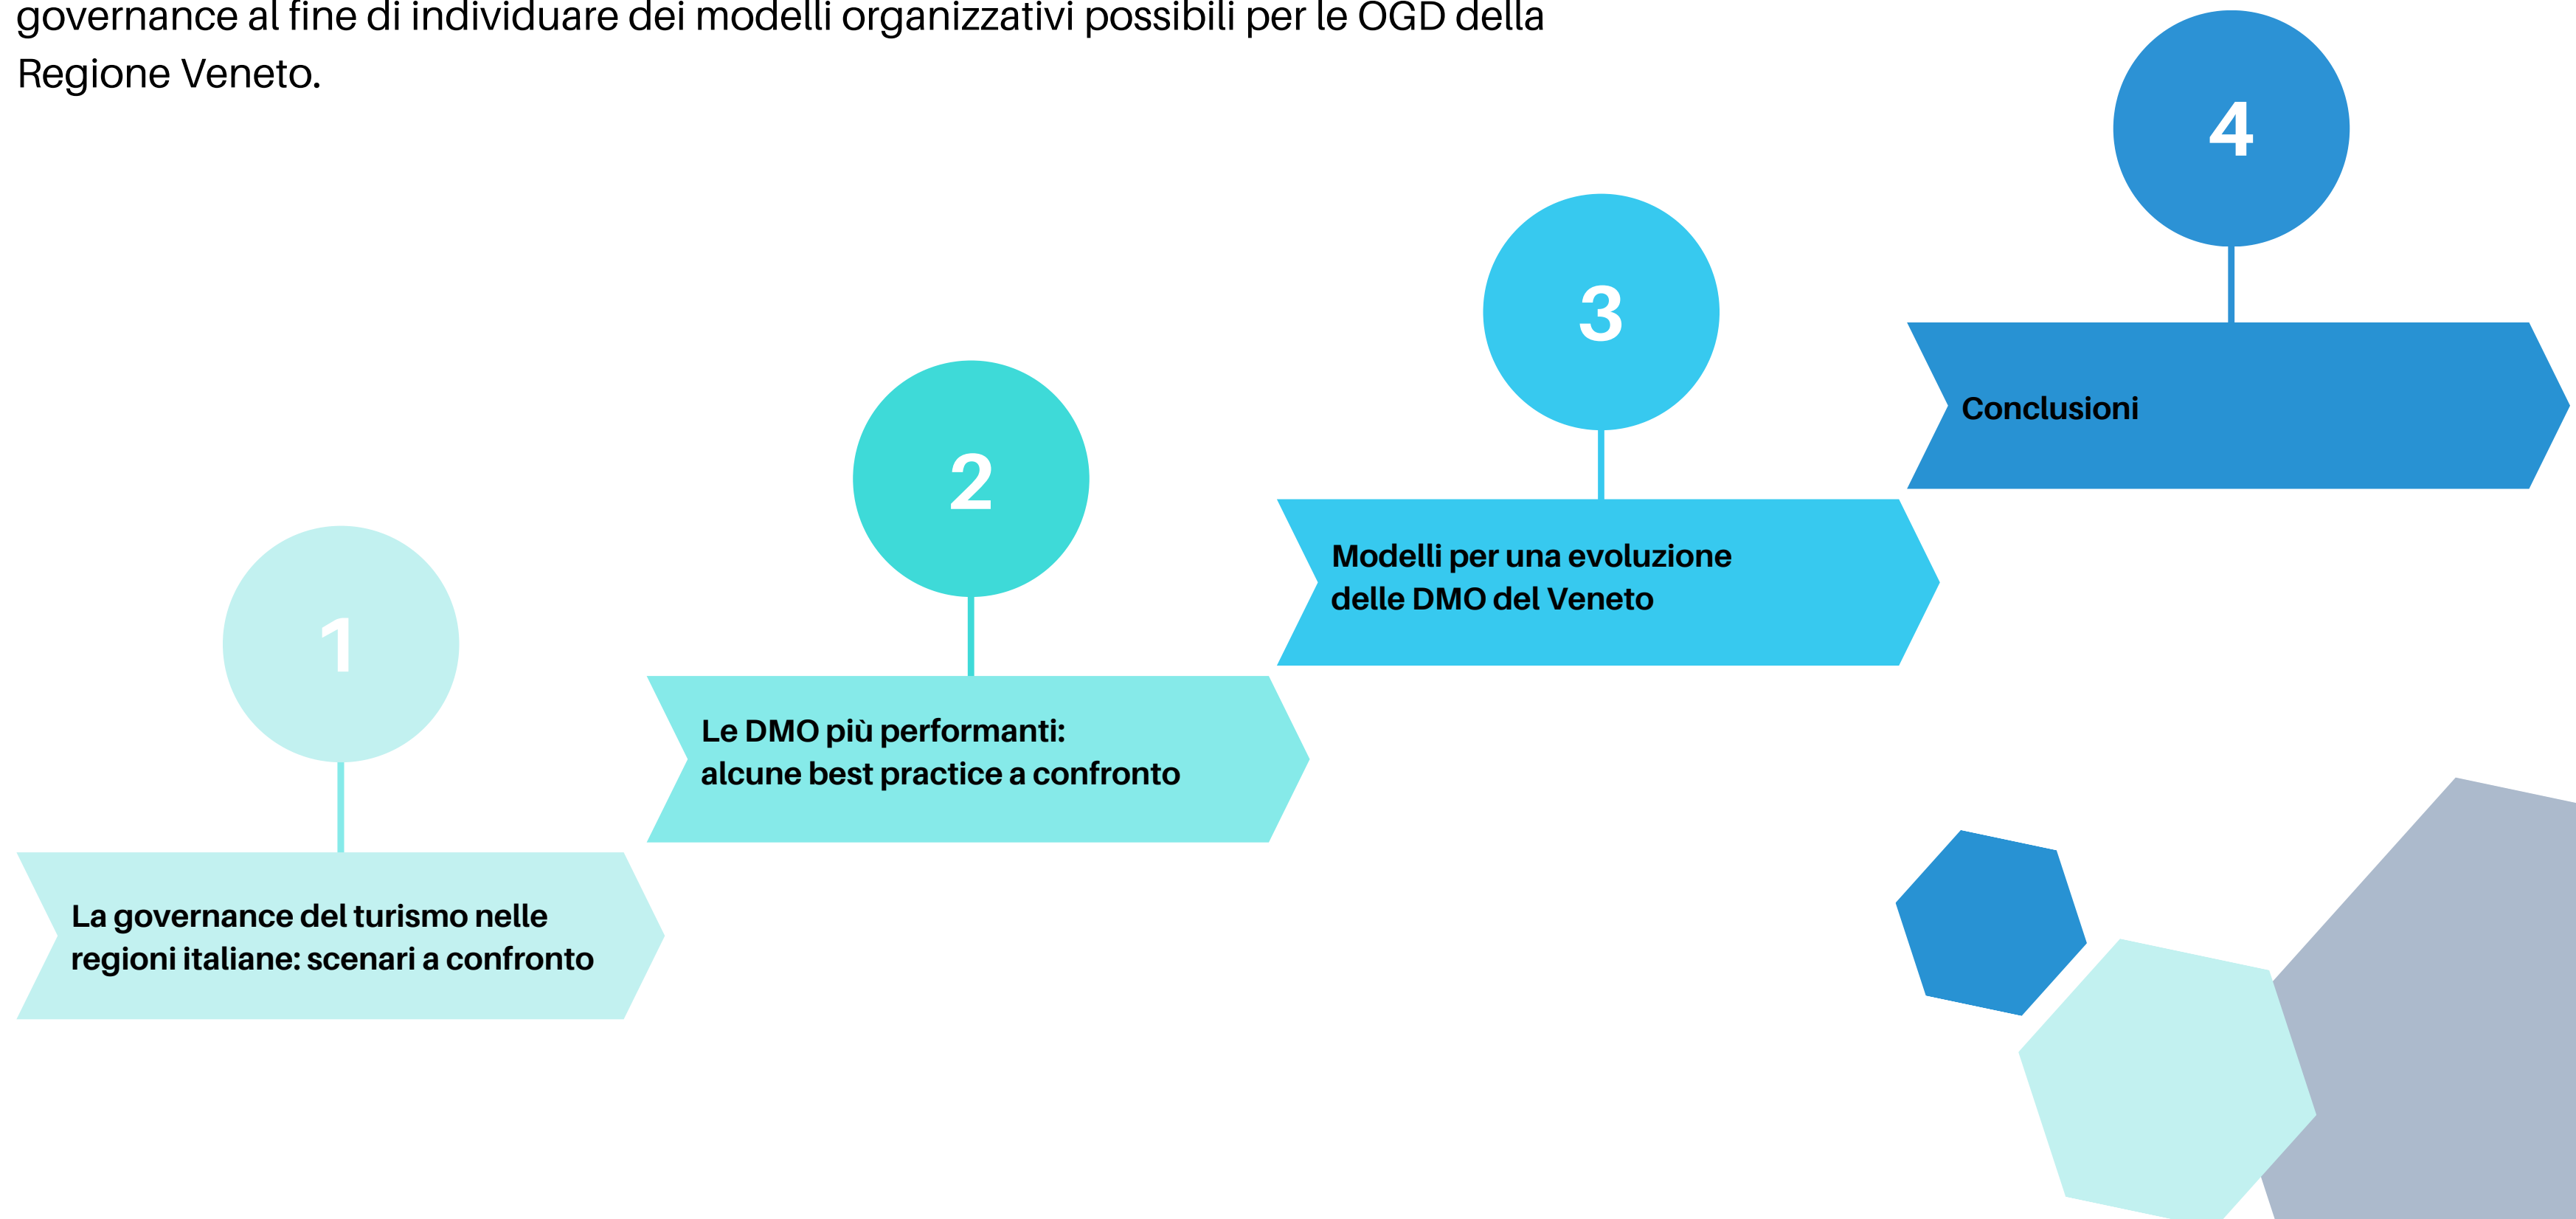 governance al fine di individuare dei modelli organizzativi possibili per le OGD della
Regione Veneto.
4
3
Conclusioni
2
Modelli per una evoluzione
delle DMO del Veneto
1
Le DMO più performanti:
alcune best practice a confronto
La governance del turismo nelle
regioni italiane: scenari a confronto